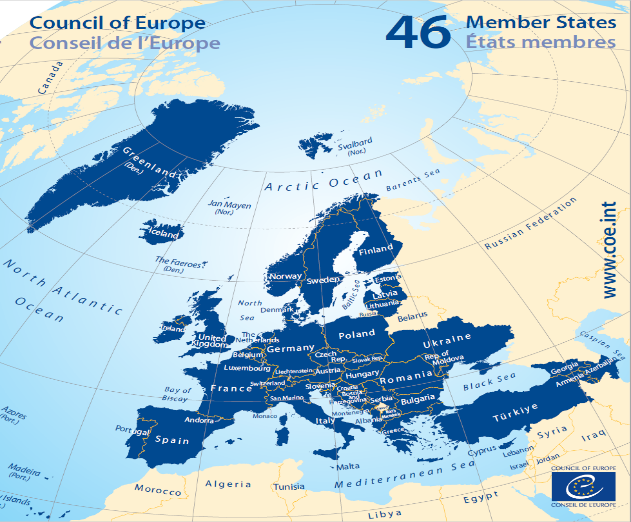 Council of Europe
Conseil de l'Europe
46
Member States
États membres
Canada
Greenland
(Den.)
Svalbard
(Nor.)
Arctic Ocean
Barents Sea
Jan Mayen
(Nor.)
Iceland
The Faeroes
(Den.)
Russian Federation
www.coe.int
North Atlantic
Ocean
Norway
Sweden
Finland
Baltic Sea
Estonia
Latvia
Lithuania
North
Sea
Denmark
Belarus
Ireland
United
Kingdom
The
Netherlands
Belgium
Germany
Poland
Ukraine
Luxembourg
Czech
Rep.
Slovak Rep.
Rep. of
Moldova
Liechtenstein
Austria
Hungary
Romania
France
Switzerland
Slovenia
Croatia
San Marino
Serbia
Bulgaria
Bay of
Biscay
Monaco
Andorra
Italy
Black Sea
Caspian Sea
Georgia
Armenia
Azerbaijan
Türkiye
Azores
(Port.)
Portugal
Spain
Malta
Mediterranean Sea
Cyprus
Lebanon
Syria
Iraq
Israel
Jordan
Madeira
(Port.)
Islands
Morocco
Algeria
Tunisia
Libya
Egypt
COUNCIL OF EUROPE
CONSEIL DE L'EUROPE